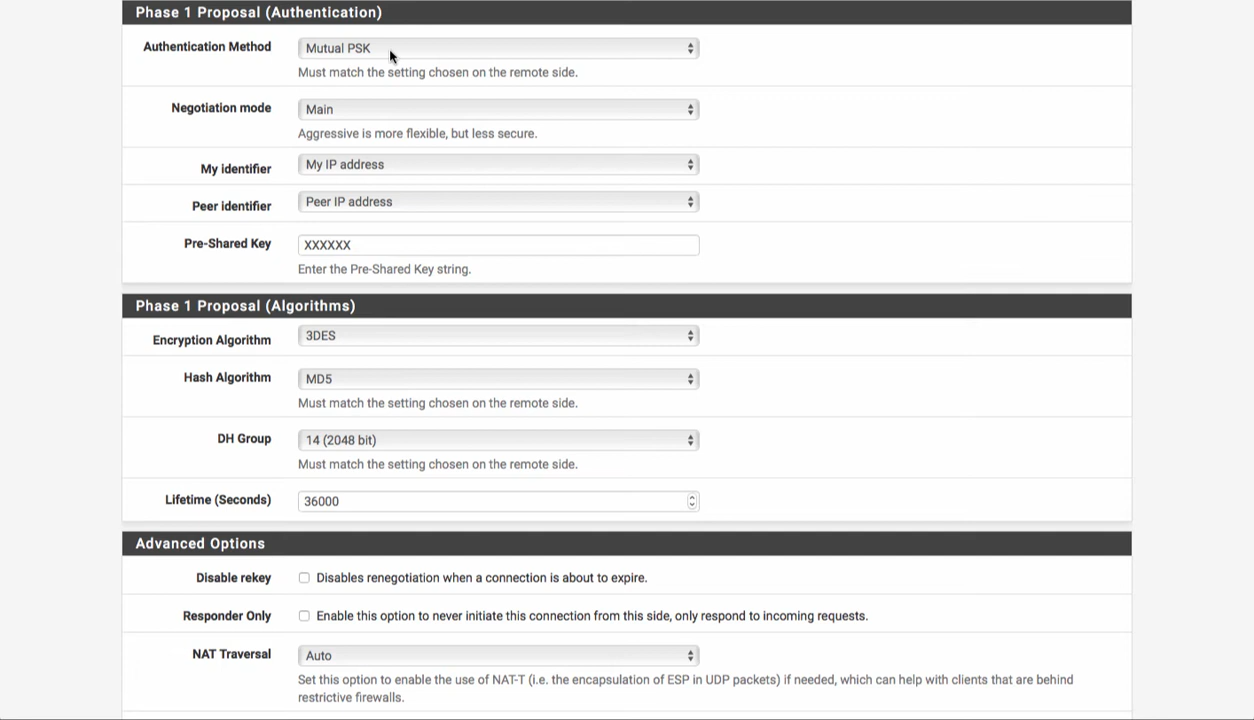 Phase 1 Proposal (Authentication)
Authentication Method
Mutual PSK
Must match the setting chosen on the remote side.
Negotiation mode
Main
Aggressive is more flexible, but less secure.
My identifier
My IP address
Peer identifier
Peer IP address
Pre-Shared Key
XXXXXX
Enter the Pre-Shared Key string.
Phase 1 Proposal (Algorithms)
Encryption Algorithm
3DES
Hash Algorithm
MD5
Must match the setting chosen on the remote side.
DH Group
14 (2048 bit)
Must match the setting chosen on the remote side.
Lifetime (Seconds)
36000
Advanced Options
Disable rekey
Disables renegotiation when a connection is about to expire.
Responder Only
Enable this option to never initiate this connection from this side, only respond to incoming requests.
NAT Traversal
Auto
Set this option to enable the use of NAT-T (i.e. the encapsulation of ESP in UDP packets) if needed, which can help with clients that are behind
restrictive firewalls.